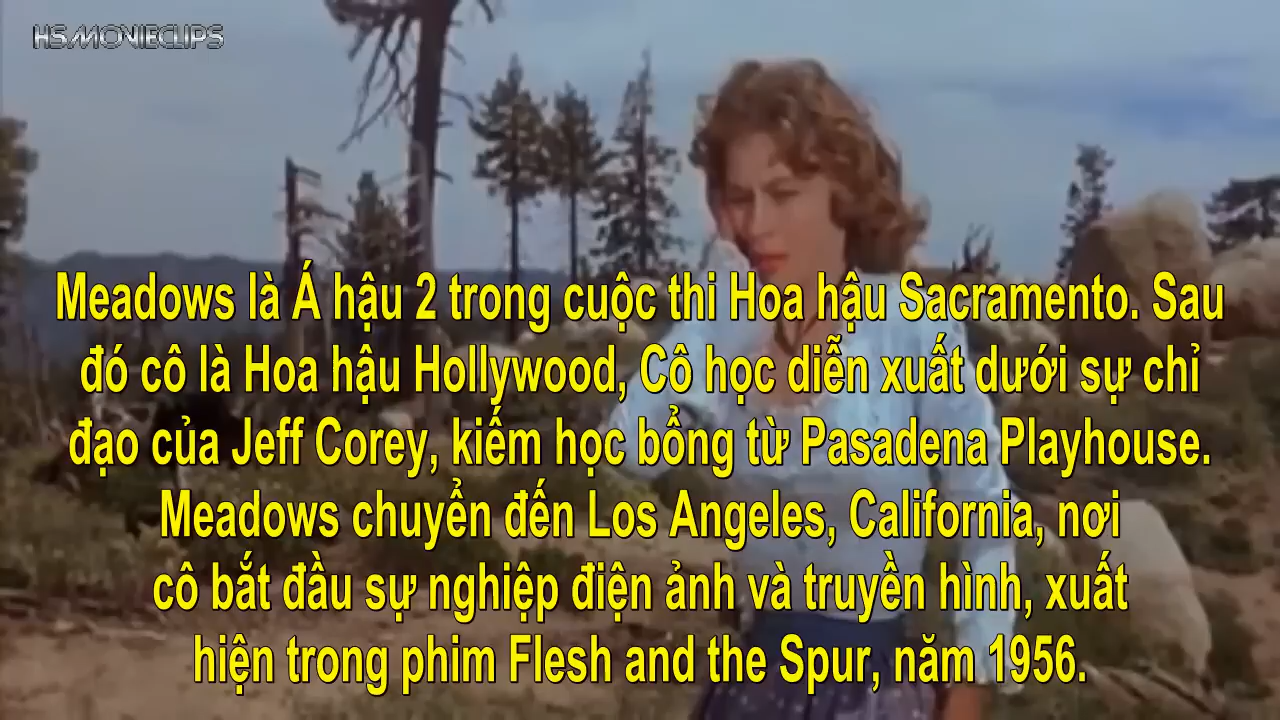 HS.MOVIECLIPS
Meadows là Á hậu 2 trong cuộc thi Hoa hậu Sacramento. Sau
đó cô là Hoa hậu Hollywood, Cô học diễn xuất dưới sự chỉ
đạo của Jeff Corey, kiếm học bổng từ Pasadena Playhouse.
Meadows chuyển đến Los Angeles, California, nơi
cô bắt đầu sự nghiệp điện ảnh và truyền hình, xuất
hiện trong phim Flesh and the Spur, năm 1956.